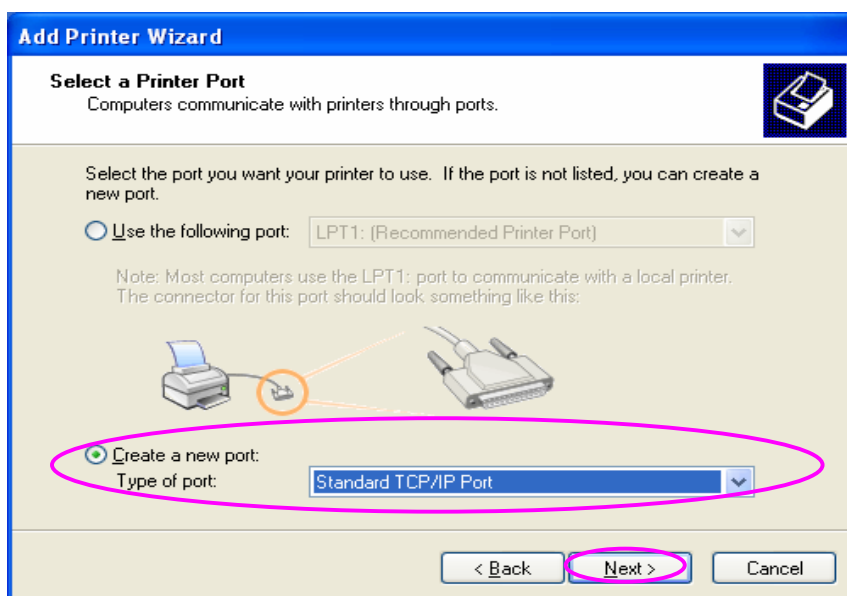 Add Printer Wizard
Select a Printer Port
Computers communicate with printers through ports.
Select the port you want your printer to use. If the port is not listed, you can create a
new port.
Use the following port: LPT1: (Recommended Printer Port)
Note: Most computers use the LPT1: port to communicate with a local printer.
The connector for this port should look something like this:
Create a new port:
Type of port: Standard TCP/IP Port
< Back Next > Cancel